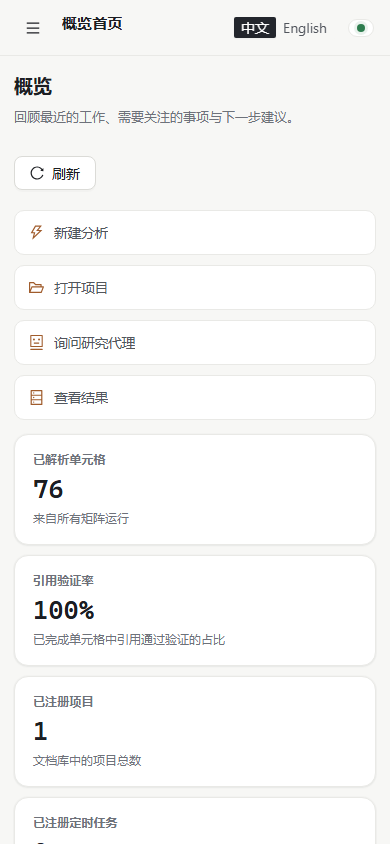 概览首页
中文 English
概览
回顾最近的工作、需要关注的事项与下一步建议。
刷新
新建分析
打开项目
询问研究代理
查看结果
已解析单元格
76
来自所有矩阵运行
引用验证率
100%
已完成单元格中引用通过验证的占比
已注册项目
1
文档库中的项目总数
已注册定时任务